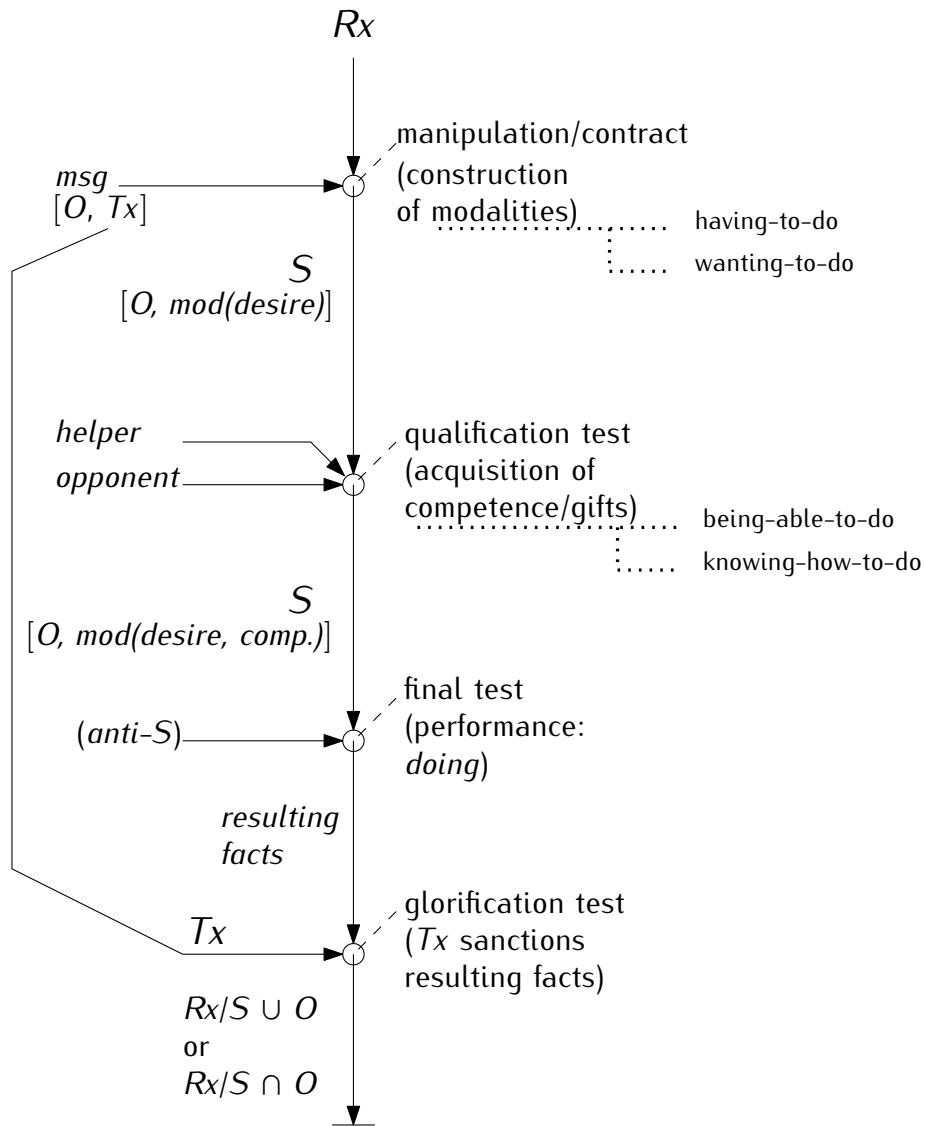 Rx
manipulation/contract
(construction
of modalities)
having-to-do
wanting-to-do
msg
[O, Tx]
S
[O, mod(desire)]
helper
opponent
qualification test
(acquisition of
competence/gifts)
being-able-to-do
knowing-how-to-do
S
[O, mod(desire, comp.)]
(anti-S)
final test
(performance:
doing)
resulting
facts
Tx
glorification test
(Tx sanctions
resulting facts)
Rx/S ∪ O
or
Rx/S ∩ O